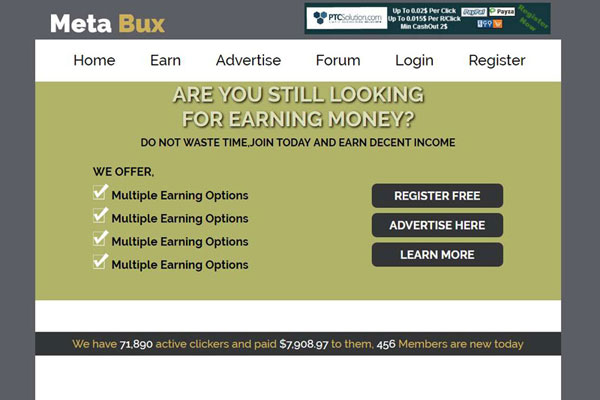 Meta Bux
PTCSolution.com
Up To 0.02$ Per Click
Up To 0.015$ Per R/Click
Min CashOut 2$
PayPal Payza
Register Now
Home Earn Advertise Forum Login Register
ARE YOU STILL LOOKING
FOR EARNING MONEY?
DO NOT WASTE TIME,JOIN TODAY AND EARN DECENT INCOME
WE OFFER,
Multiple Earning Options
Multiple Earning Options
Multiple Earning Options
Multiple Earning Options
REGISTER FREE
ADVERTISE HERE
LEARN MORE
We have 71,890 active clickers and paid $7,908.97 to them, 456 Members are new today